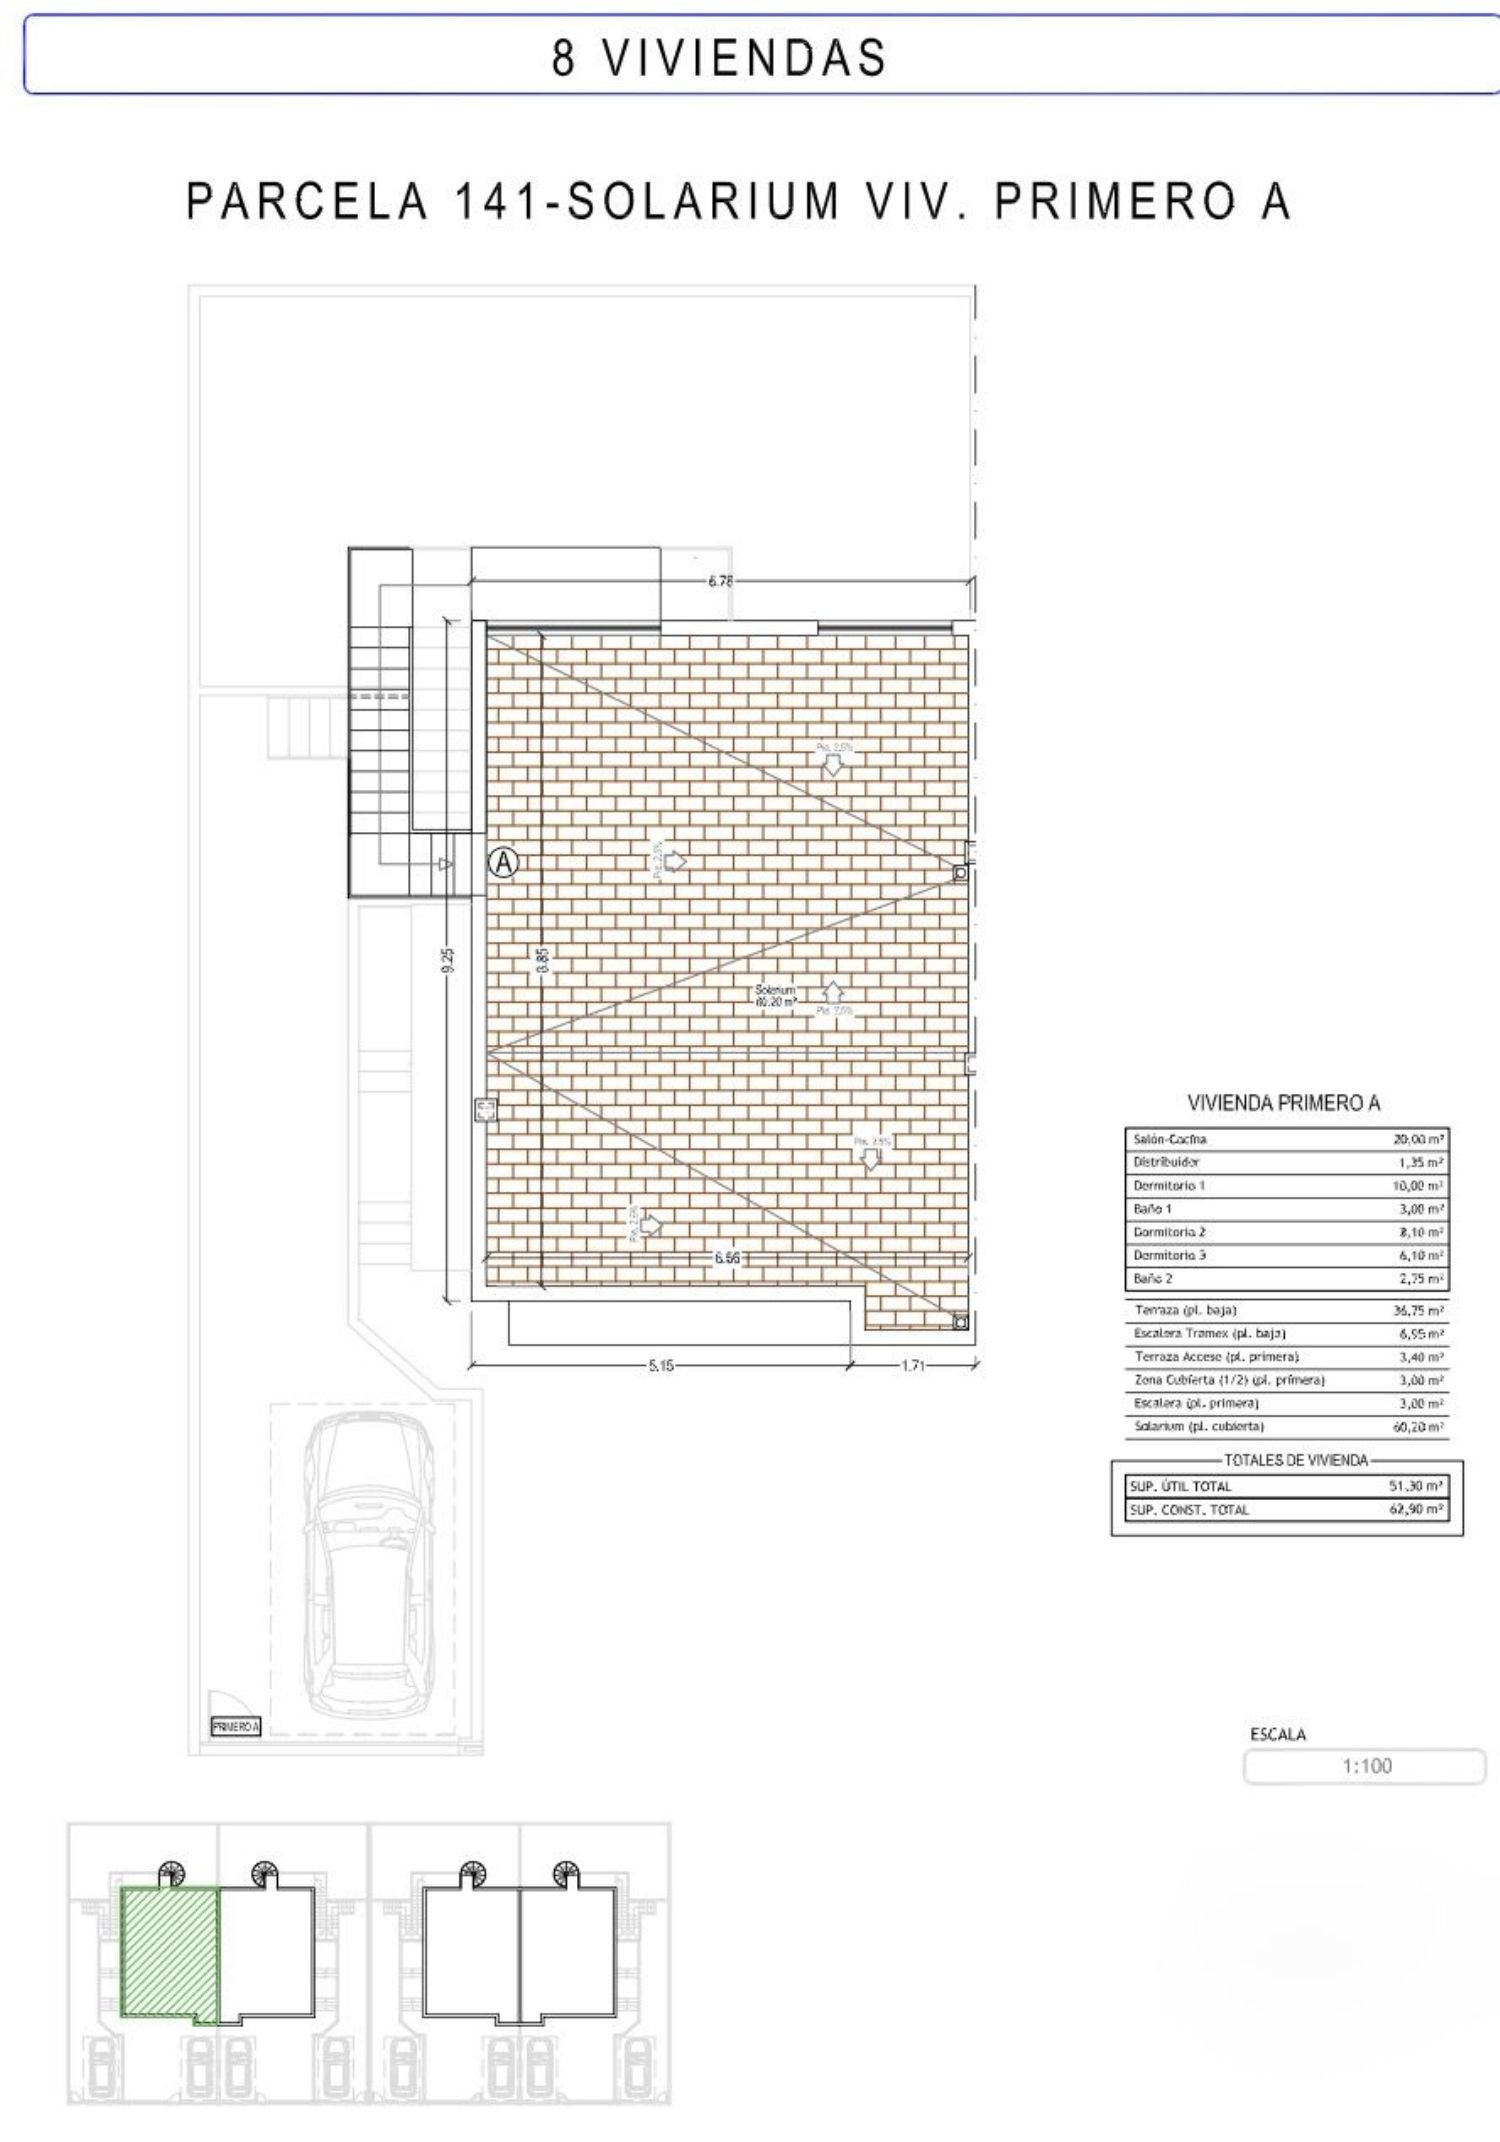 8 VIVIENDAS
PARCELA 141-SOLARIUM VIV. PRIMERO A
6.78
Pte. 2.5%
Pte. 2.5%
A
9.25
8.85
Solarium
60.20 m²
Pte. 2.5%
Pte. 2.5%
Pte. 2.5%
6.56
5.15
1.71
VIVIENDA PRIMERO A
Salón-Cocina 20,00 m²
Distribuidor 1,35 m²
Dormitorio 1 10,00 m²
Baño 1 3,00 m²
Dormitorio 2 8,10 m²
Dormitorio 3 6,10 m²
Baño 2 2,75 m²
Terraza (pl. baja) 36,75 m²
Escalera Tramex (pl. baja) 6,95 m²
Terraza Acceso (pl. primera) 3,40 m²
Zona Cubierta (1/2) (pl. primera) 3,00 m²
Escalera (pl. primera) 3,00 m²
Solarium (pl. cubierta) 60,20 m²
TOTALES DE VIVIENDA
SUP. ÚTIL TOTAL 51.30 m²
SUP. CONST. TOTAL 62,90 m²
PRIMERO A
ESCALA
1:100